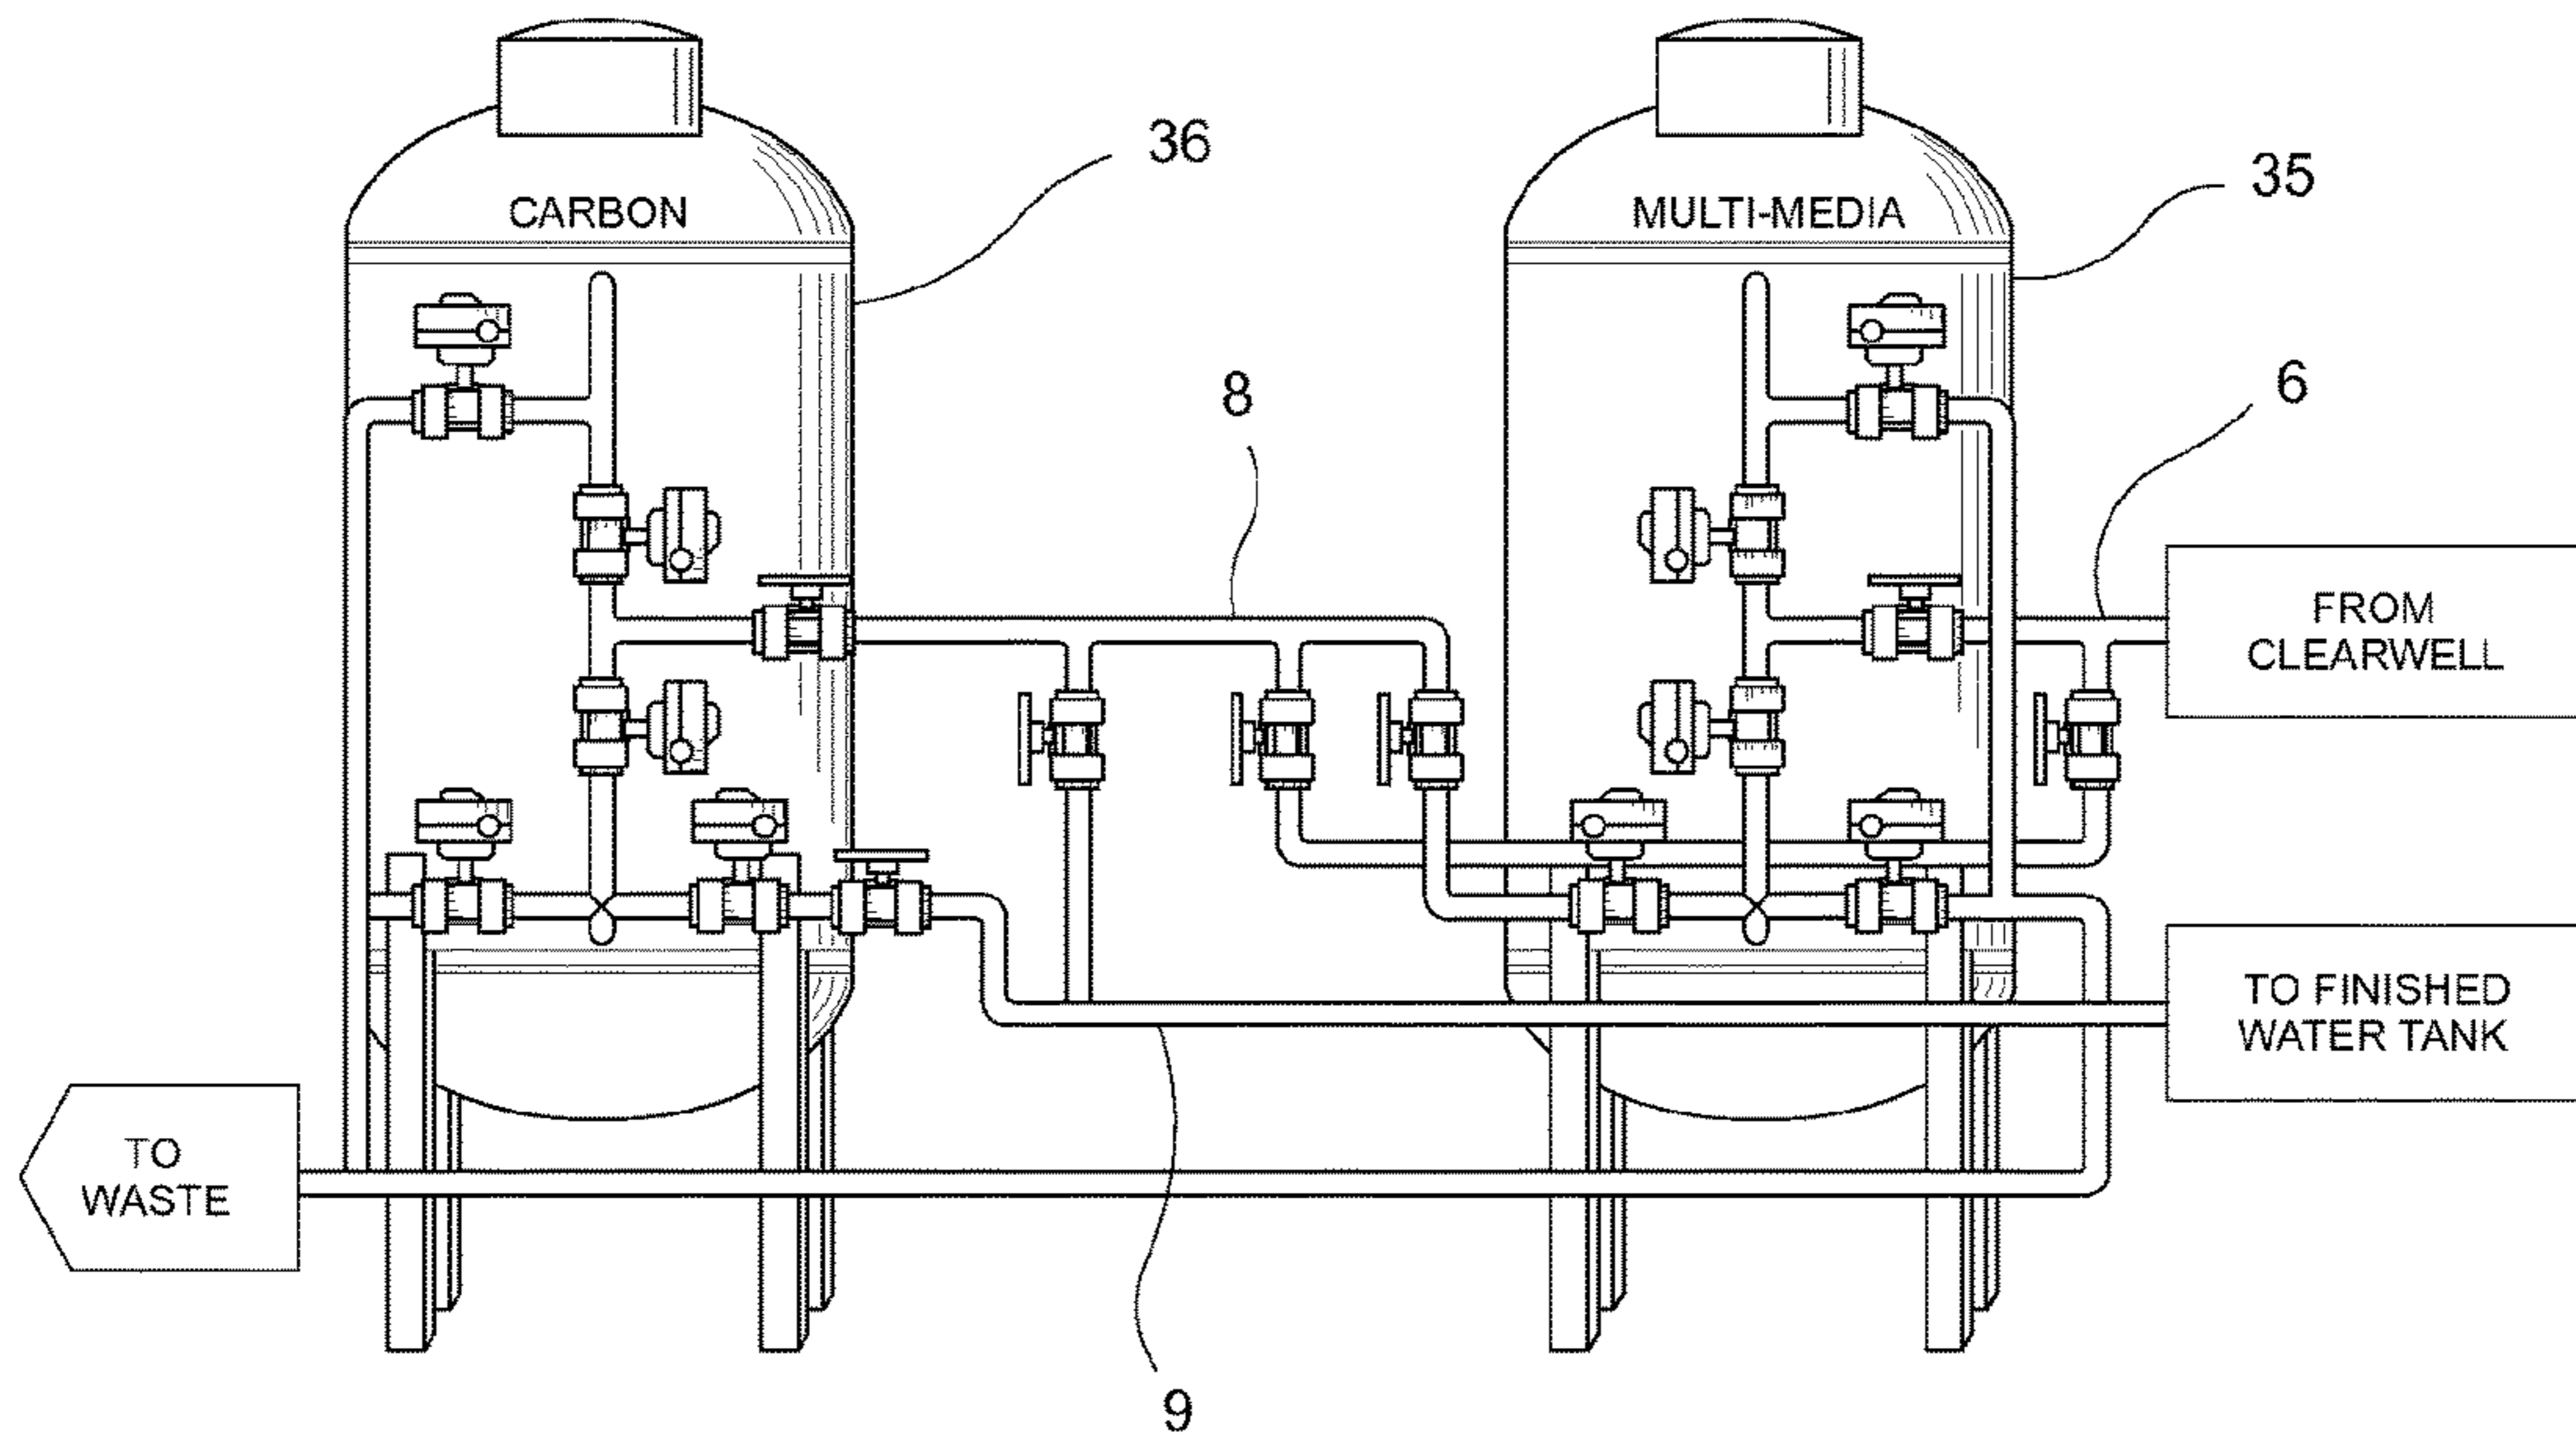 36
35
CARBON
MULTI-MEDIA
8
6
FROM
CLEARWELL
TO FINISHED
WATER TANK
TO
WASTE
9